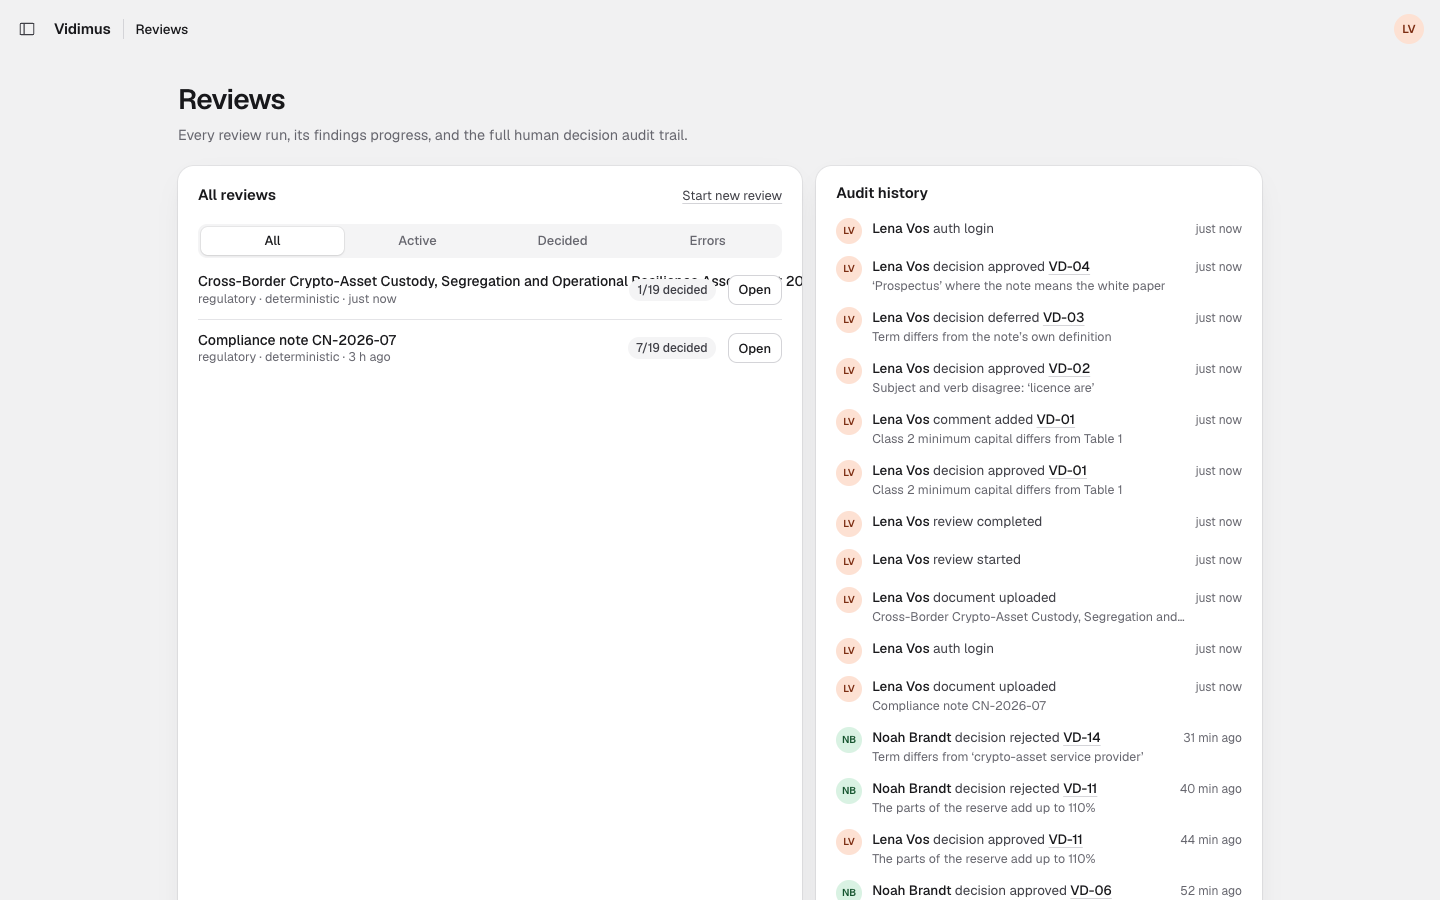 Vidimus
Reviews
LV
Reviews
Every review run, its findings progress, and the full human decision audit trail.
All reviews
Start new review
All
Active
Decided
Errors
Cross-Border Crypto-Asset Custody, Segregation and Operational
regulatory · deterministic · just now
1/19 decided
Open
Compliance note CN-2026-07
regulatory · deterministic · 3 h ago
7/19 decided
Open
Audit history
LV
Lena Vos auth login
just now
LV
Lena Vos decision approved VD-04
just now
‘Prospectus’ where the note means the white paper
LV
Lena Vos decision deferred VD-03
just now
Term differs from the note’s own definition
LV
Lena Vos decision approved VD-02
just now
Subject and verb disagree: ‘licence are’
LV
Lena Vos comment added VD-01
just now
Class 2 minimum capital differs from Table 1
LV
Lena Vos decision approved VD-01
just now
Class 2 minimum capital differs from Table 1
LV
Lena Vos review completed
just now
LV
Lena Vos review started
just now
LV
Lena Vos document uploaded
just now
Cross-Border Crypto-Asset Custody, Segregation and…
LV
Lena Vos auth login
just now
LV
Lena Vos document uploaded
just now
Compliance note CN-2026-07
NB
Noah Brandt decision rejected VD-14
31 min ago
Term differs from ‘crypto-asset service provider’
NB
Noah Brandt decision rejected VD-11
40 min ago
The parts of the reserve add up to 110%
LV
Lena Vos decision approved VD-11
44 min ago
The parts of the reserve add up to 110%
NB
Noah Brandt decision approved VD-06
52 min ago